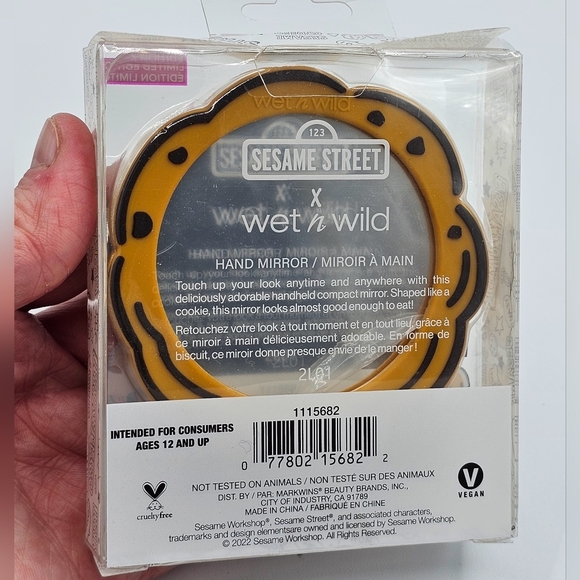 LIMITED EDITION
EDITION LIMIT
wet n wild
123
SESAME STREET
X
wet n wild
HAND MIRROR / MIROIR À MAIN
Touch up your look anytime and anywhere with this
deliciously adorable handheld compact mirror. Shaped like a
cookie, this mirror looks almost good enough to eat!
Retouchez votre look à tout moment et en tout lieu, grâce à
ce miroir à main délicieusement adorable. En forme de
biscuit, ce miroir donne presque envie de le manger !
2L01
1115682
INTENDED FOR CONSUMERS
AGES 12 AND UP
0 77802 15682 2
NOT TESTED ON ANIMALS / NON TESTÉ SUR DES ANIMAUX
DIST. BY / PAR: MARKWINS® BEAUTY BRANDS, INC.,
CITY OF INDUSTRY, CA 91789
MADE IN CHINA / FABRIQUÉ EN CHINE
crueltyfree
V
VEGAN
Sesame Workshop®, Sesame Street®, and associated characters,
trademarks and design elementsare owned and licensed by Sesame Workshop.
© 2022 Sesame Workshop. All Rights Reserved.